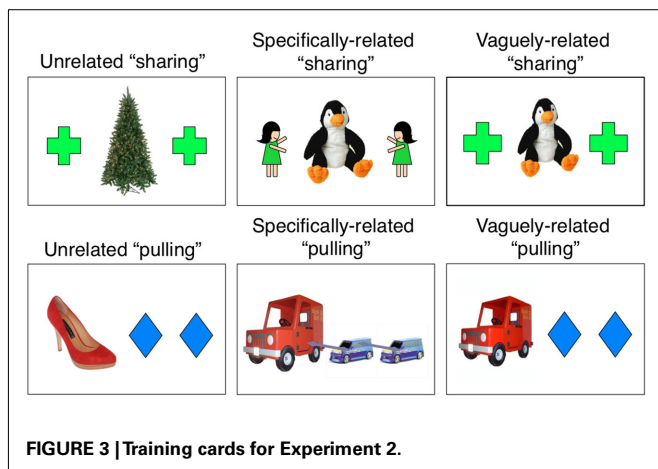 Unrelated “sharing”
Specifically-related
“sharing”
Vaguely-related
“sharing”
Unrelated “pulling”
Specifically-related
“pulling”
Vaguely-related
“pulling”
FIGURE 3 | Training cards for Experiment 2.